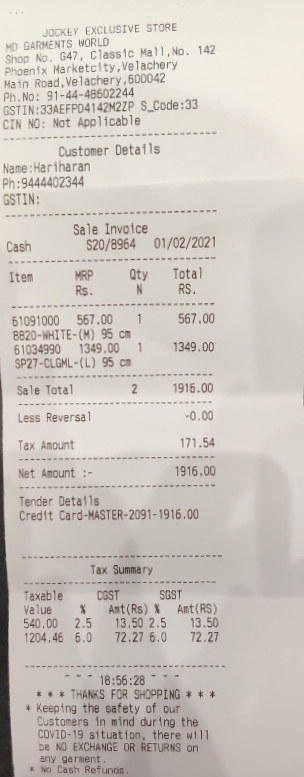 JOCKEY EXCLUSIVE STORE
MD GARMENTS WORLD
Shop No. G47, Classic Mall,No. 142
Phoenix Marketcity,Velachery
Main Road,Velachery,600042
Ph.No: 91-44-48602244
GSTIN:33AEFPD4142M2ZP S_Code:33
CIN NO: Not Applicable
Customer Details
Name:Hariharan
Ph:9444402344
GSTIN:
Sale Invoice
Cash S20/8964 01/02/2021
Item MRP Qty Total
Rs. N RS.
61091000 567.00 1 567.00
8820-WHITE-(M) 95 cm
61034990 1349.00 1 1349.00
SP27-CLGML-(L) 95 cm
Sale Total 2 1916.00
Less Reversal -0.00
Tax Amount 171.54
Net Amount :- 1916.00
Tender Details
Credit Card-MASTER-2091-1916.00
Tax Summary
Taxable CGST SGST
Value % Amt(Rs) % Amt(RS)
540.00 2.5 13.50 2.5 13.50
1204.46 6.0 72.27 6.0 72.27
- - - 18:56:28 - - -
* * * THANKS FOR SHOPPING * * *
* Keeping the safety of our
Customers in mind during the
COVID-19 situation, there will
be NO EXCHANGE OR RETURNS on
any garment.
* No Cash Refunds.